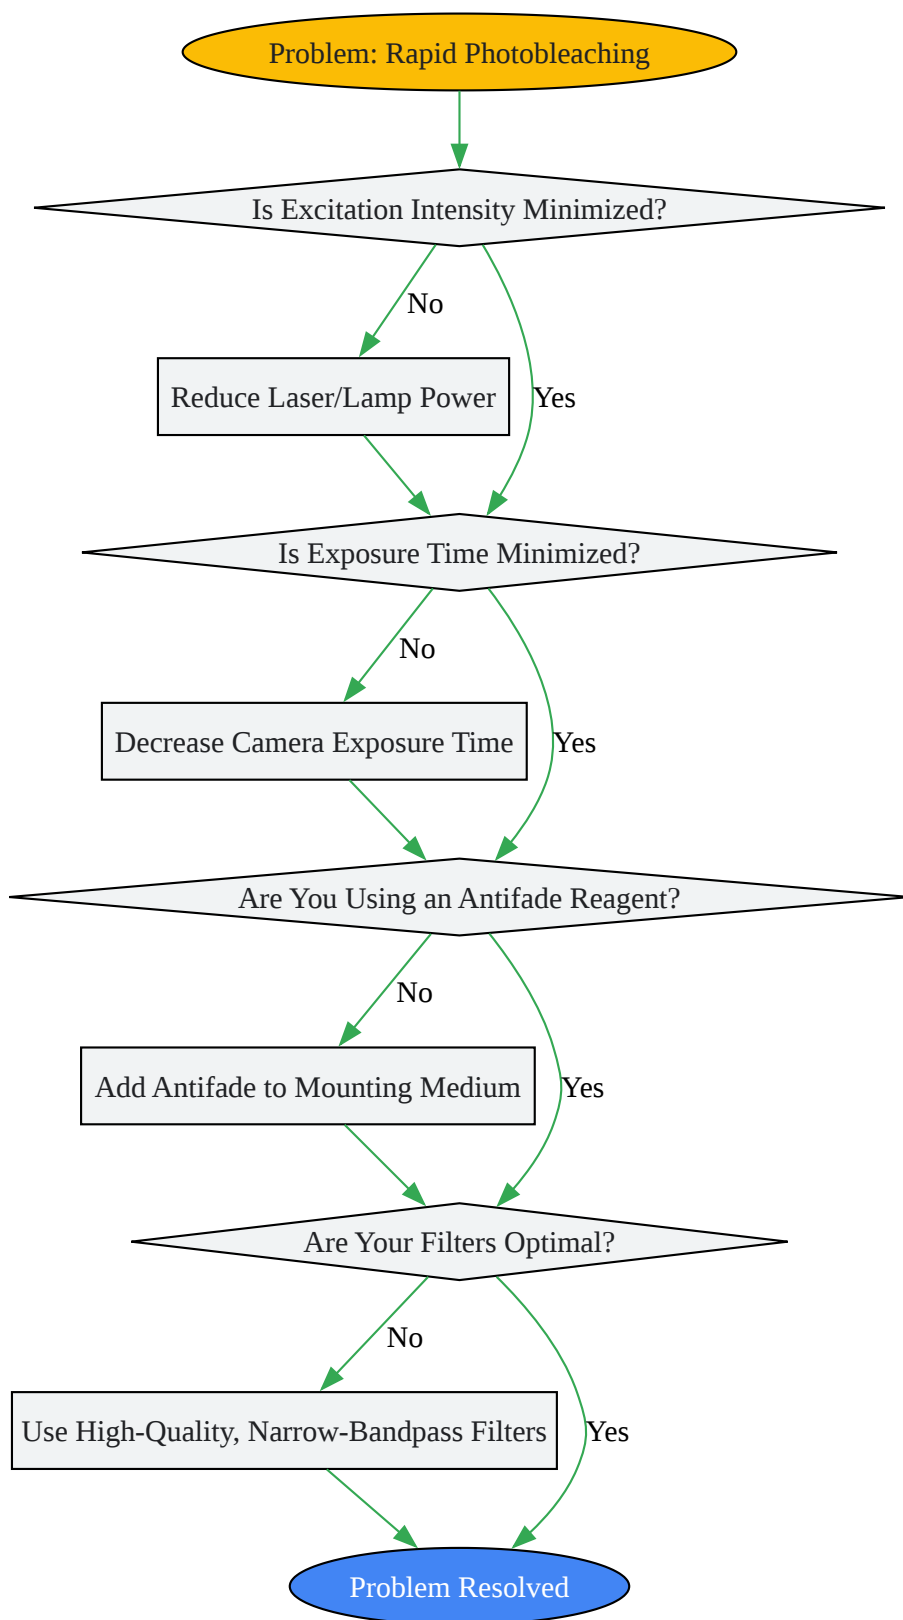 Problem: Rapid Photobleaching
Is Excitation Intensity Minimized?
No
Reduce Laser/Lamp Power
Yes
Is Exposure Time Minimized?
No
Decrease Camera Exposure Time
Yes
Are You Using an Antifade Reagent?
No
Add Antifade to Mounting Medium
Yes
Are Your Filters Optimal?
No
Use High-Quality, Narrow-Bandpass Filters
Yes
Problem Resolved